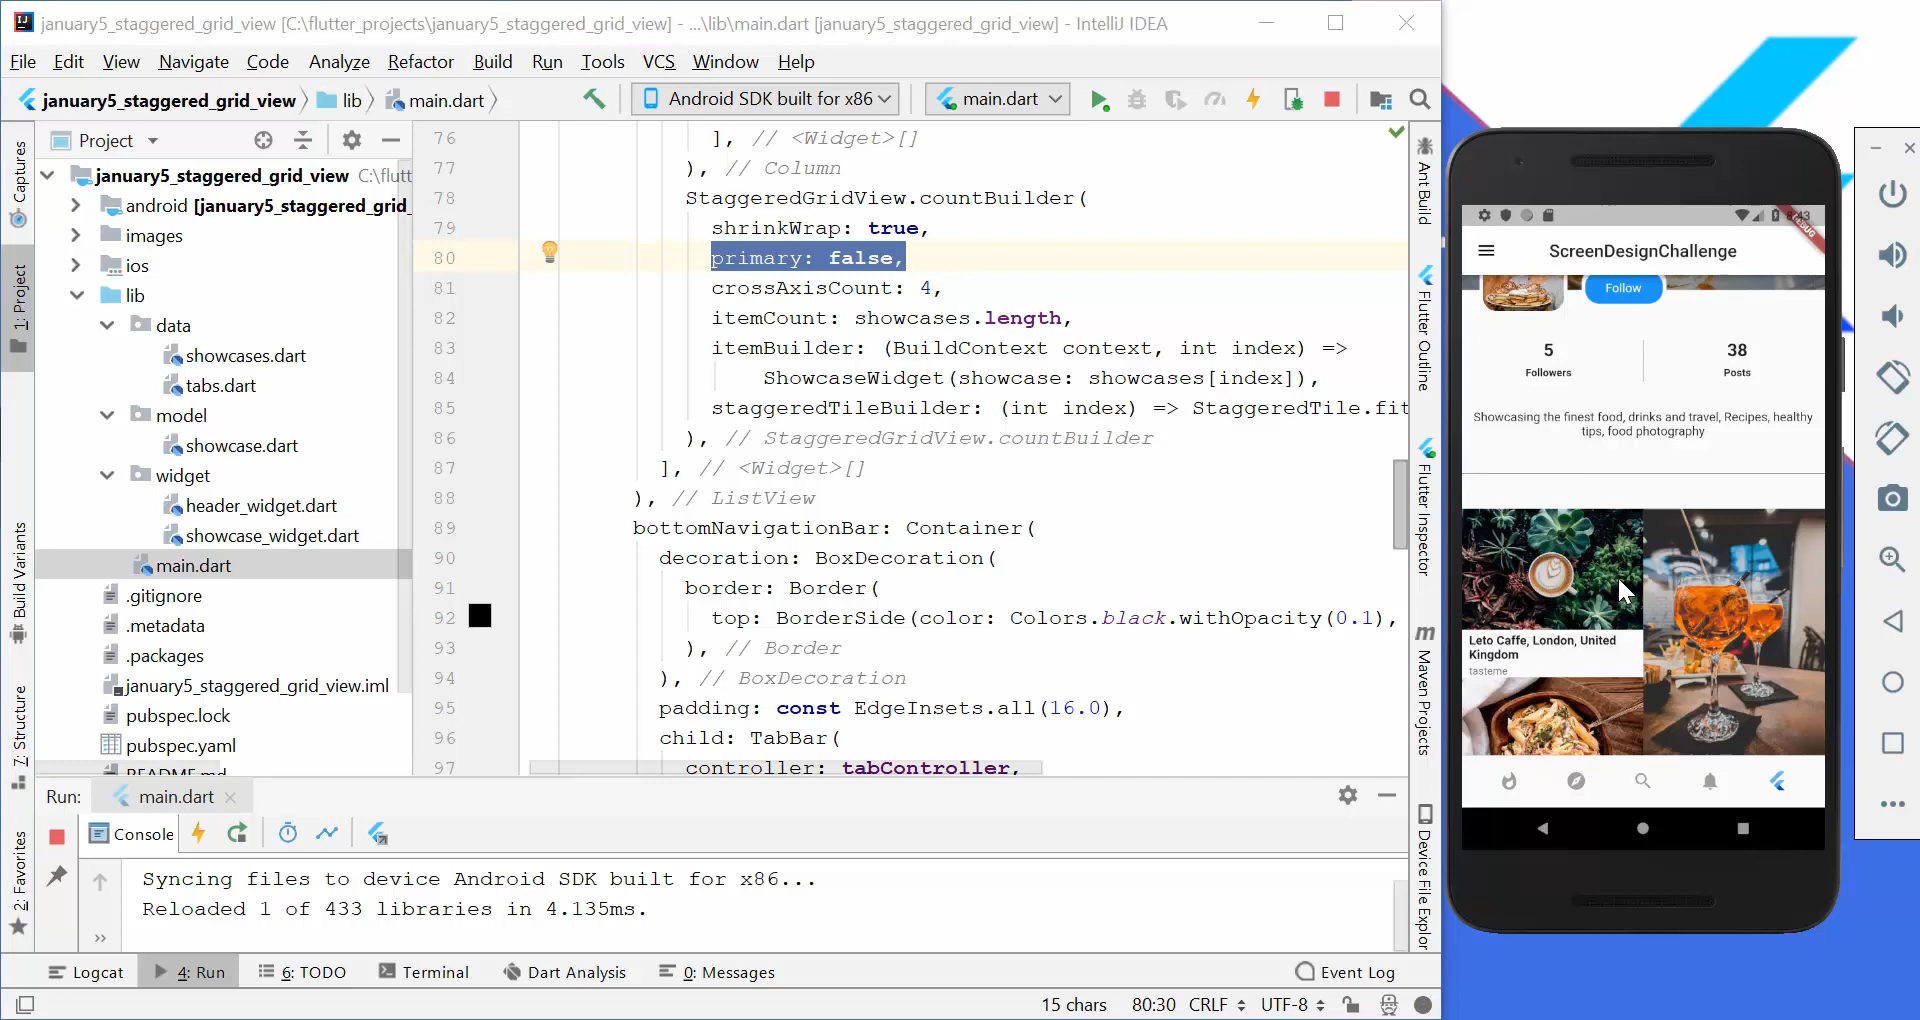 january5_staggered_grid_view [C:\flutter_projects\january5_staggered_grid_view] - ...\lib\main.dart [january5_staggered_grid_view] - IntelliJ IDEA
File Edit View Navigate Code Analyze Refactor Build Run Tools VCS Window Help
january5_staggered_grid_view lib main.dart Android SDK built for x86 main.dart
Project
january5_staggered_grid_view C:\flutt
android [january5_staggered_grid_
images
ios
lib
data
showcases.dart
tabs.dart
model
showcase.dart
widget
header_widget.dart
showcase_widget.dart
main.dart
.gitignore
.metadata
.packages
january5_staggered_grid_view.iml
pubspec.lock
pubspec.yaml
README.md
Captures
1: Project
Build Variants
7: Structure
2: Favorites
76 ], // <Widget>[]
77 ), // Column
78 StaggeredGridView.countBuilder(
79 shrinkWrap: true,
80 primary: false,
81 crossAxisCount: 4,
82 itemCount: showcases.length,
83 itemBuilder: (BuildContext context, int index) =>
84 ShowcaseWidget(showcase: showcases[index]),
85 staggeredTileBuilder: (int index) => StaggeredTile.fit
86 ), // StaggeredGridView.countBuilder
87 ], // <Widget>[]
88 ), // ListView
89 bottomNavigationBar: Container(
90 decoration: BoxDecoration(
91 border: Border(
92 top: BorderSide(color: Colors.black.withOpacity(0.1),
93 ), // Border
94 ), // BoxDecoration
95 padding: const EdgeInsets.all(16.0),
96 child: TabBar(
97 controller: tabController,
Ant Build
Flutter Outline
Flutter Inspector
Maven Projects
Device File Explor
Run: main.dart
Console
Syncing files to device Android SDK built for x86...
Reloaded 1 of 433 libraries in 4.135ms.
Logcat 4: Run 6: TODO Terminal Dart Analysis 0: Messages Event Log
15 chars 80:30 CRLF UTF-8
8:43
DEBUG
ScreenDesignChallenge
Follow
5 38
Followers Posts
Showcasing the finest food, drinks and travel, Recipes, healthy
tips, food photography
Leto Caffe, London, United
Kingdom
tasteme